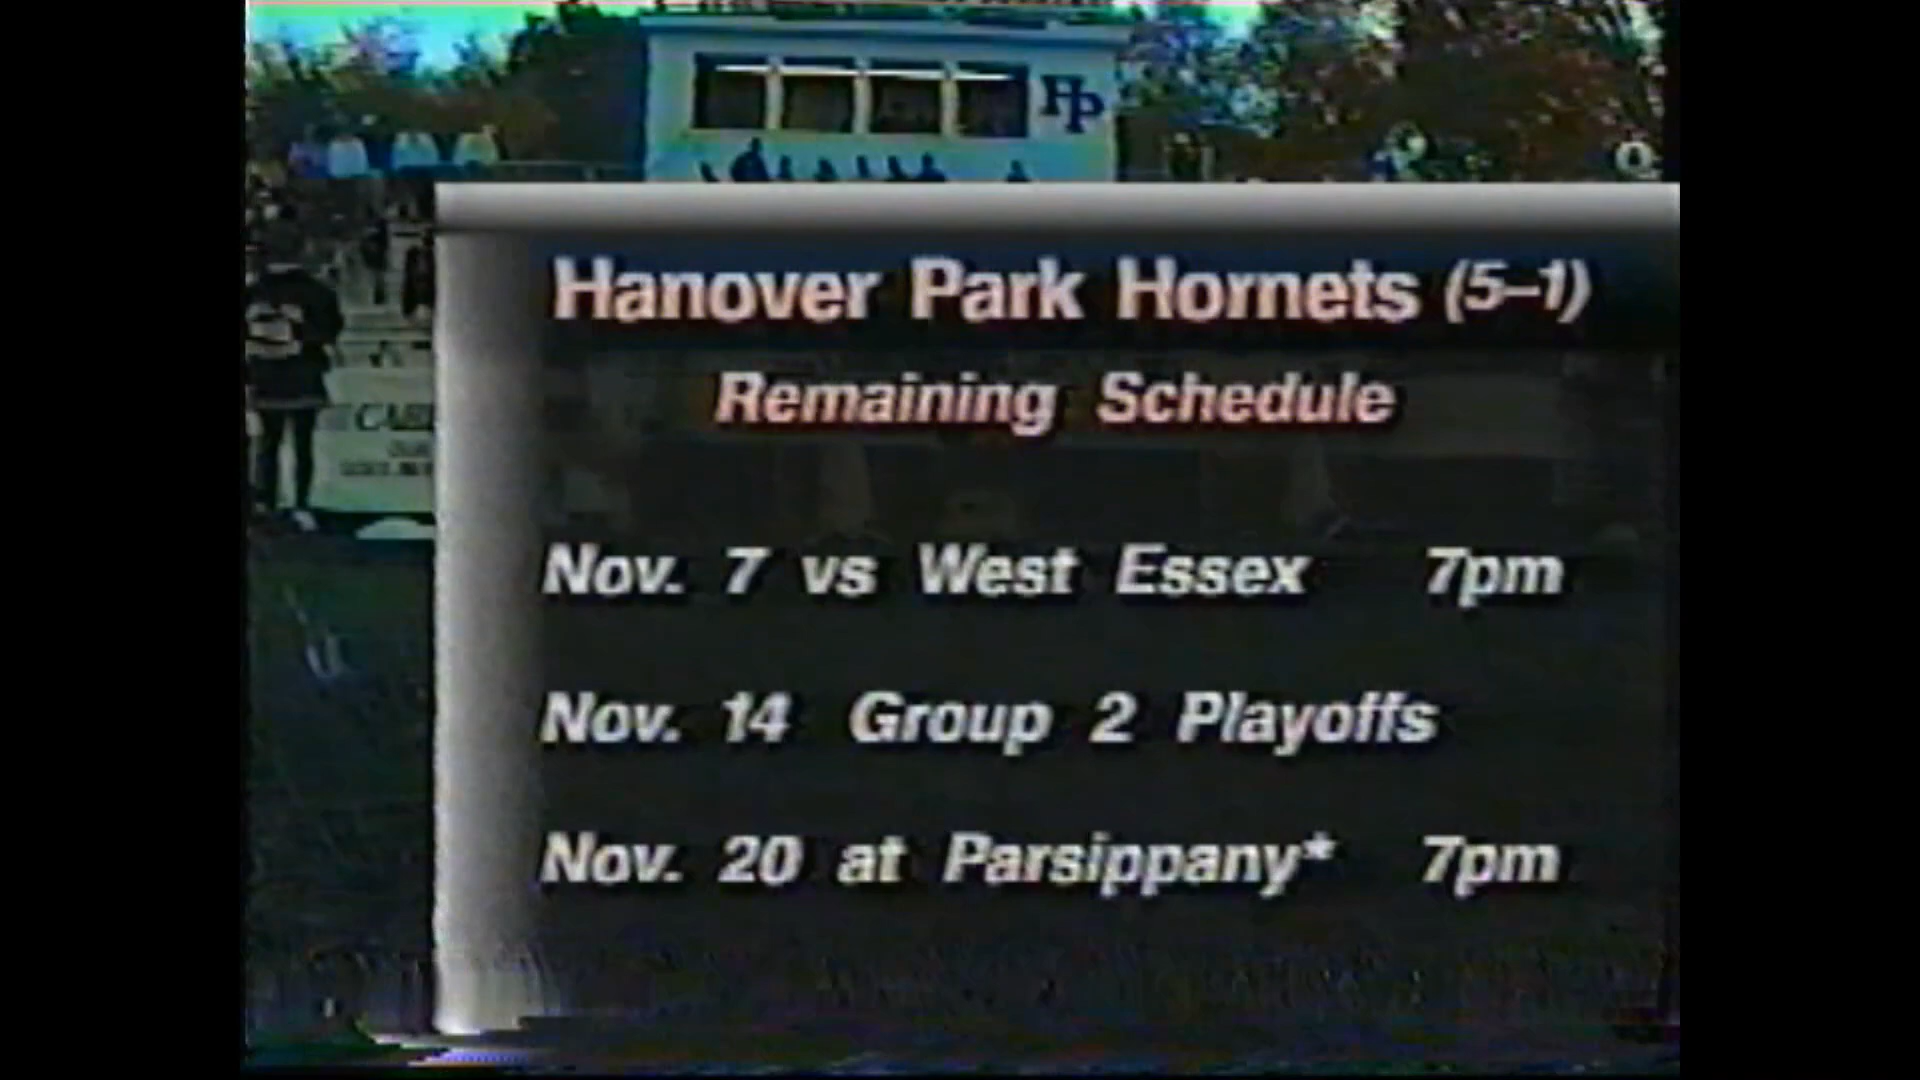 HP
Hanover Park Hornets (5–1)
Remaining Schedule
Nov. 7 vs West Essex 7pm
Nov. 14 Group 2 Playoffs
Nov. 20 at Parsippany* 7pm